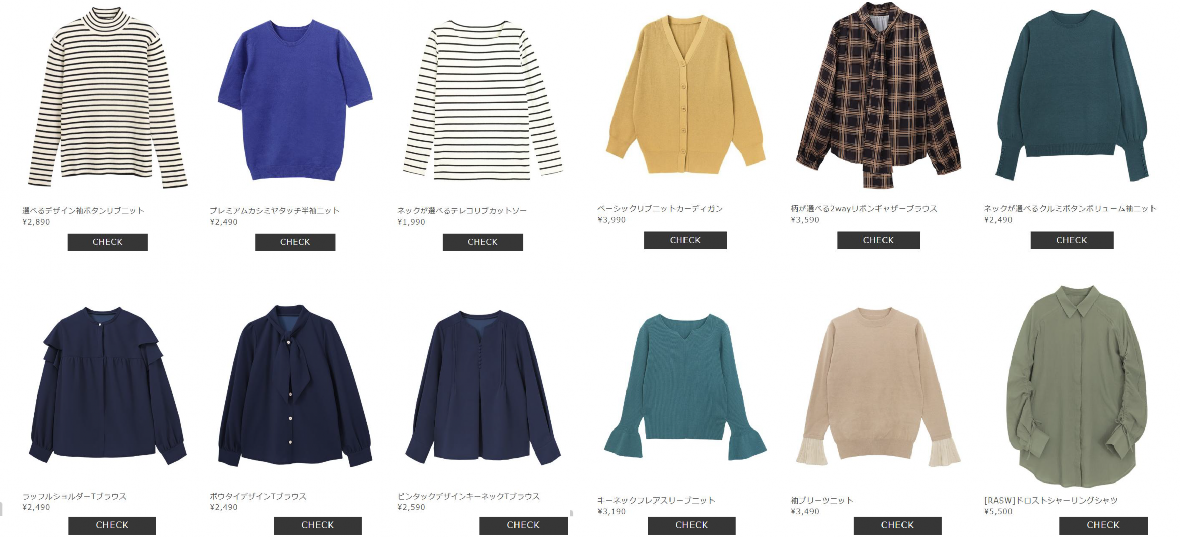 選べるデザイン袖ボタンリブニット
¥2,890
CHECK
プレミアムカシミヤタッチ半袖ニット
¥2,490
CHECK
ネックが選べるテレコリブカットソー
¥1,990
CHECK
ベーシックリブニットカーディガン
¥3,990
CHECK
柄が選べる2wayリボンギャザーブラウス
¥3,590
CHECK
ネックが選べるクルミボタンボリューム袖ニット
¥2,490
CHECK
ラッフルショルダーTブラウス
¥2,490
CHECK
ボウタイデザインTブラウス
¥2,490
CHECK
ピンタックデザインキーネックTブラウス
¥2,590
CHECK
キーネックフレアスリーブニット
¥3,190
CHECK
袖プリーツニット
¥3,490
CHECK
[RASW]ドロストシャーリングシャツ
¥5,500
CHECK